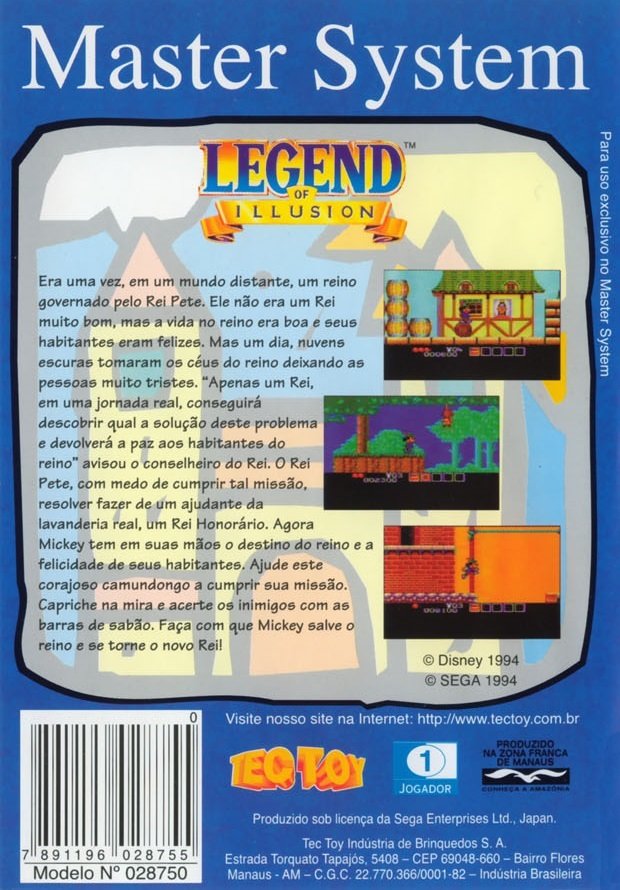 Master System
LEGEND
OF
ILLUSION
TM
Para uso exclusivo no Master System
Era uma vez, em um mundo distante, um reino
governado pelo Rei Pete. Ele não era um Rei
muito bom, mas a vida no reino era boa e seus
habitantes eram felizes. Mas um dia, nuvens
escuras tomaram os céus do reino deixando as
pessoas muito tristes. “Apenas um Rei,
em uma jornada real, conseguirá
descobrir qual a solução deste problema
e devolverá a paz aos habitantes do
reino” avisou o conselheiro do Rei. O Rei
Pete, com medo de cumprir tal missão,
resolver fazer de um ajudante da
lavanderia real, um Rei Honorário. Agora
Mickey tem em suas mãos o destino do reino e a
felicidade de seus habitantes. Ajude este
corajoso camundongo a cumprir sua missão.
Capriche na mira e acerte os inimigos com as
barras de sabão. Faça com que Mickey salve o
reino e se torne o novo Rei!
© Disney 1994
© SEGA 1994
0
Visite nosso site na Internet: http://www.tectoy.com.br
TEC TOY
1
JOGADOR
PRODUZIDO
NA ZONA FRANCA
DE MANAUS
CONHEÇA A AMAZÔNIA
Produzido sob licença da Sega Enterprises Ltd., Japan.
7 891196 028755
Modelo Nº 028750
Tec Toy Indústria de Brinquedos S. A.
Estrada Torquato Tapajós, 5408 – CEP 69048-660 – Bairro Flores
Manaus - AM – C.G.C. 22.770.366/0001-82 – Indústria Brasileira